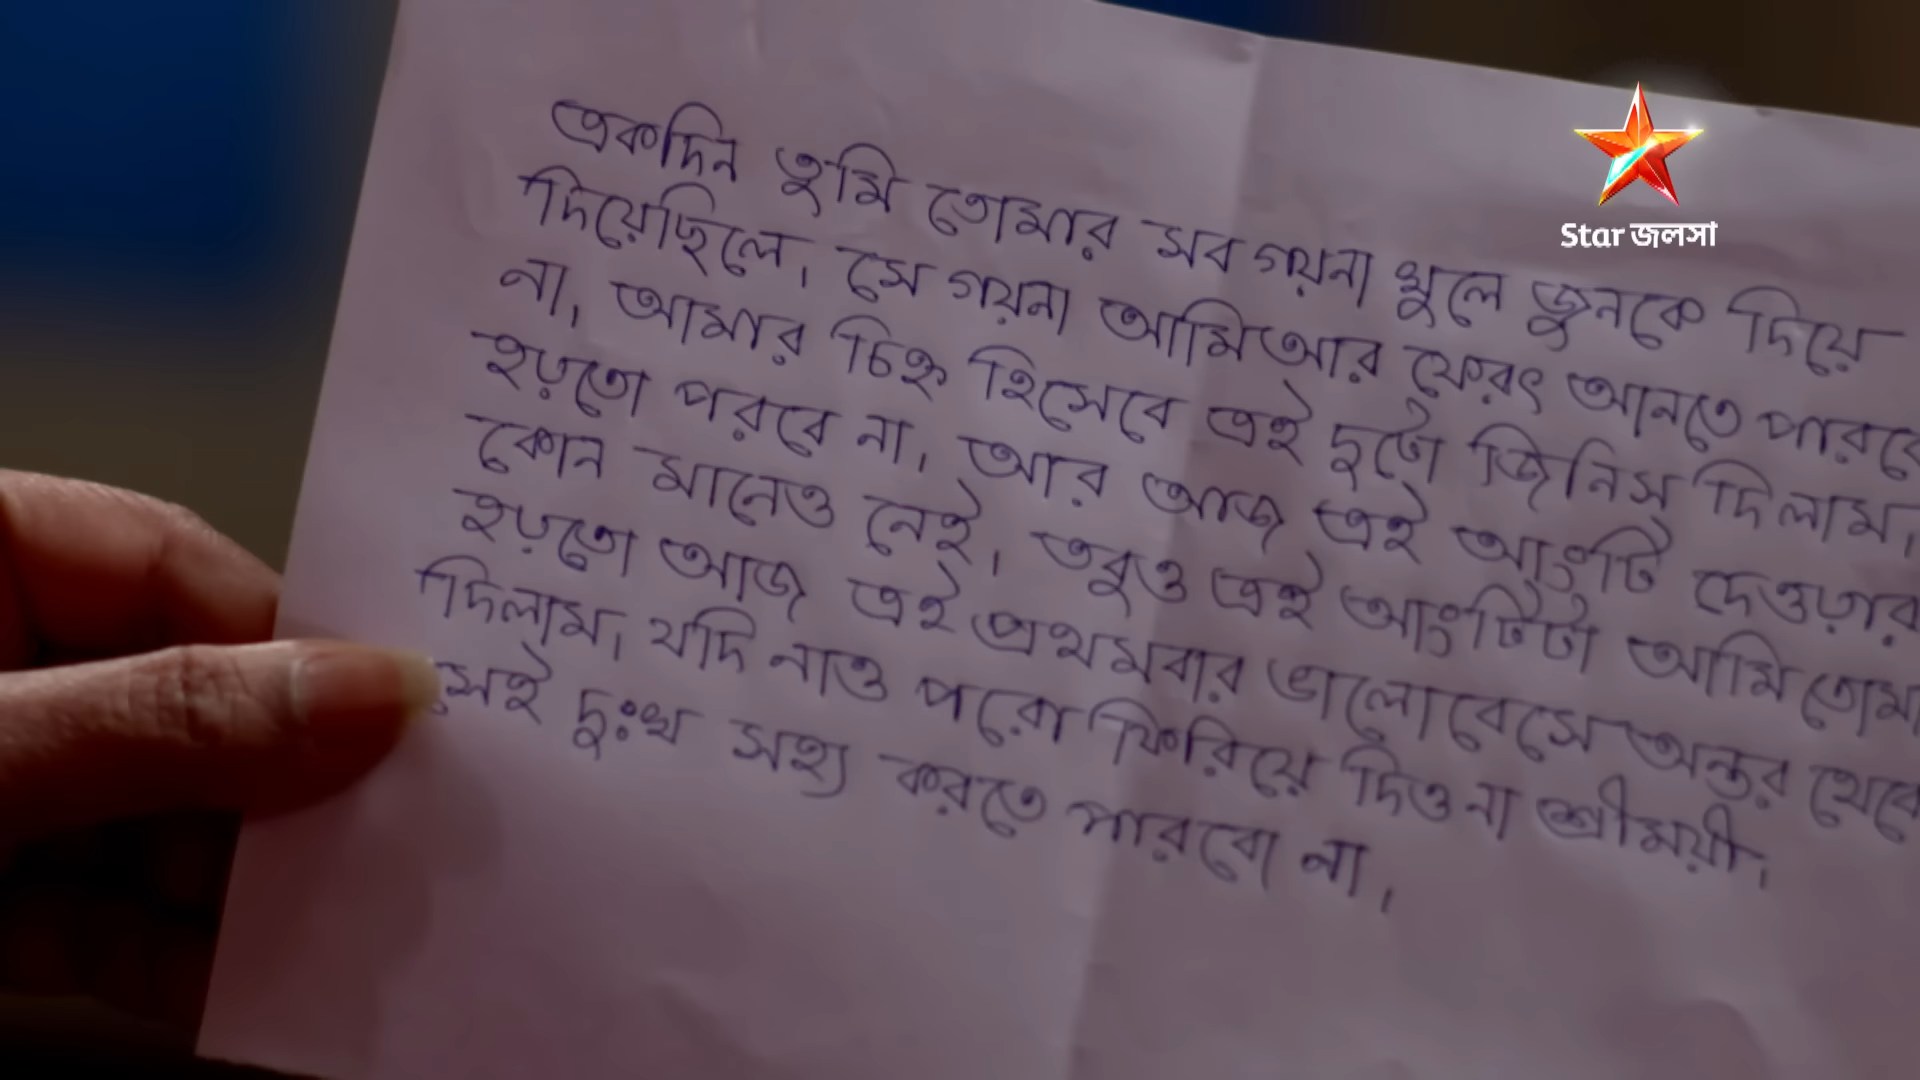 একদিন তুমি তোমার সব গয়না খুলে জুনকে দিয়ে
দিয়েছিলে। সে গয়না আমি আর ফেরৎ আনতে পারবো
না। আমার চিহ্ন হিসেবে এই দুটো জিনিস দিলাম।
হয়তো পরবে না। আর আজ এই আংটি দেওয়ার
কোন মানেও নেই। তবুও এই আংটিটা আমি তোমা
হয়তো আজ এই প্রথমবার ভালোবেসে অন্তর থেকে
দিলাম। যদি নাও পরো ফিরিয়ে দিও না শ্রীময়ী।
সেই দুঃখ সহ্য করতে পারবো না।
Star জলসা